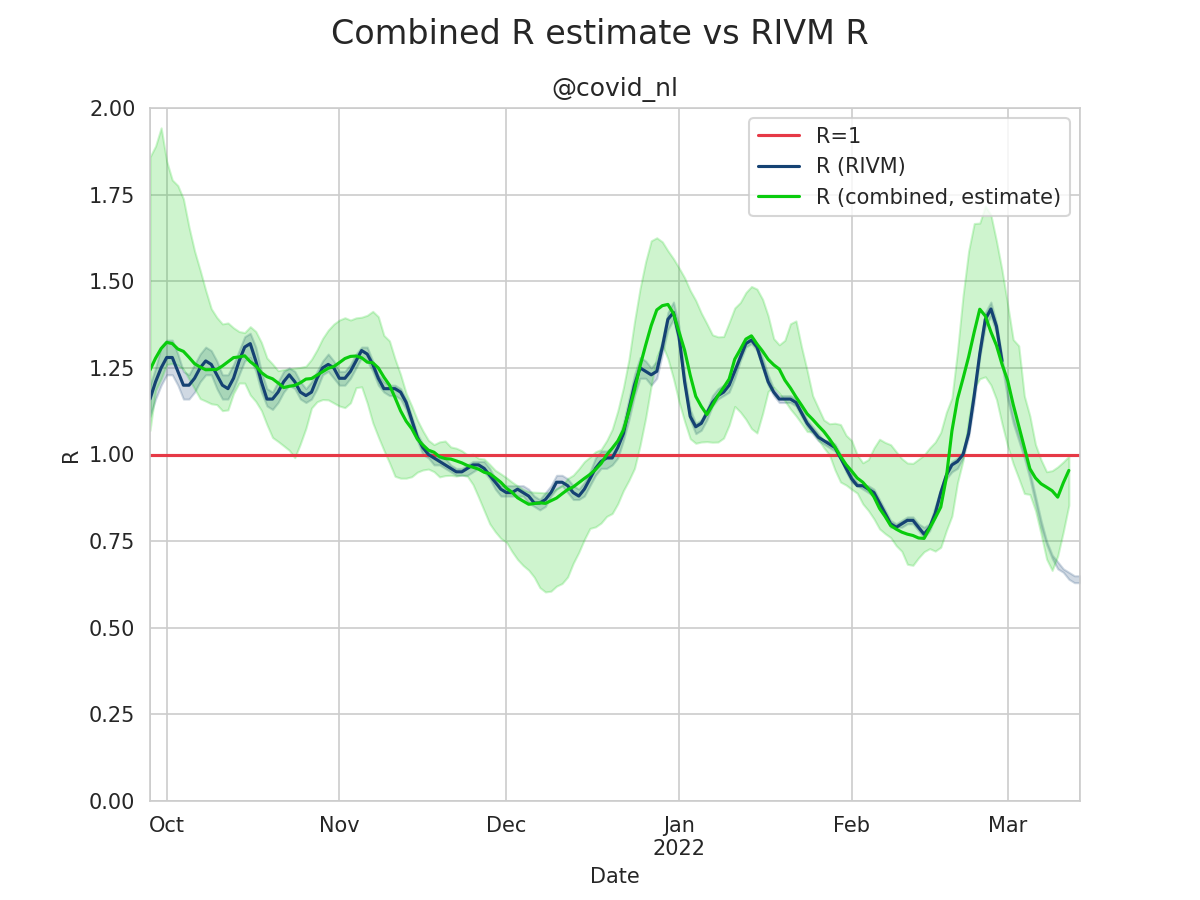 Combined R estimate vs RIVM R
@covid_nl
R=1
R (RIVM)
R (combined, estimate)
2.00
1.75
1.50
1.25
1.00
0.75
0.50
0.25
0.00
R
Oct Nov Dec Jan Feb Mar
2022
Date